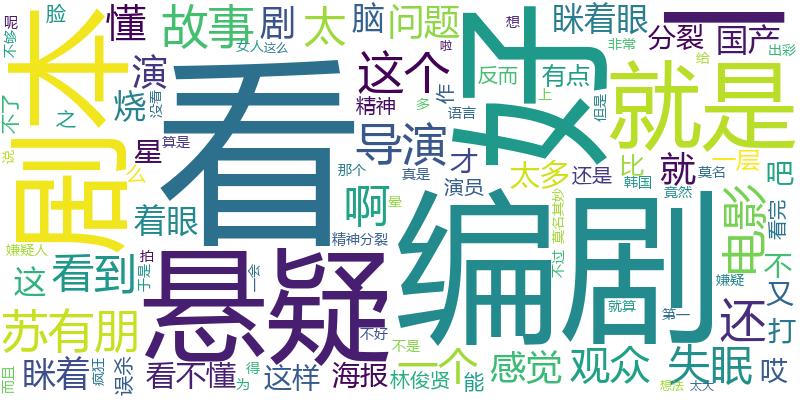 呢
脸
懂
故事
剧
太
脑
问题
想
眯着眼
一
不够
女人这么
啦
非常
分裂
国产
出彩
剧本
演
看
这个
好
就是
给
烧
没看
精神
多
作
反而
有点
上
但是
不了
之
星
算是
导演
语言
才
太多
比
就
一层
说
么
那个
真是
演员
还是
韩国
莫名
吧
着眼
啊
晕
编剧
竟然
电影
看完
嫌疑人
拍
精神分裂
不过
莫名其妙
不
这
看到
于是
一会
悬疑
嫌疑
又
苏有朋
就算
第一
还
打
不好
不是
而且
眯着
疯狂
误杀
看不懂
得
为
这样
海报
一个
林俊贤
能
感觉
观众
失眠
想法
太大
哎